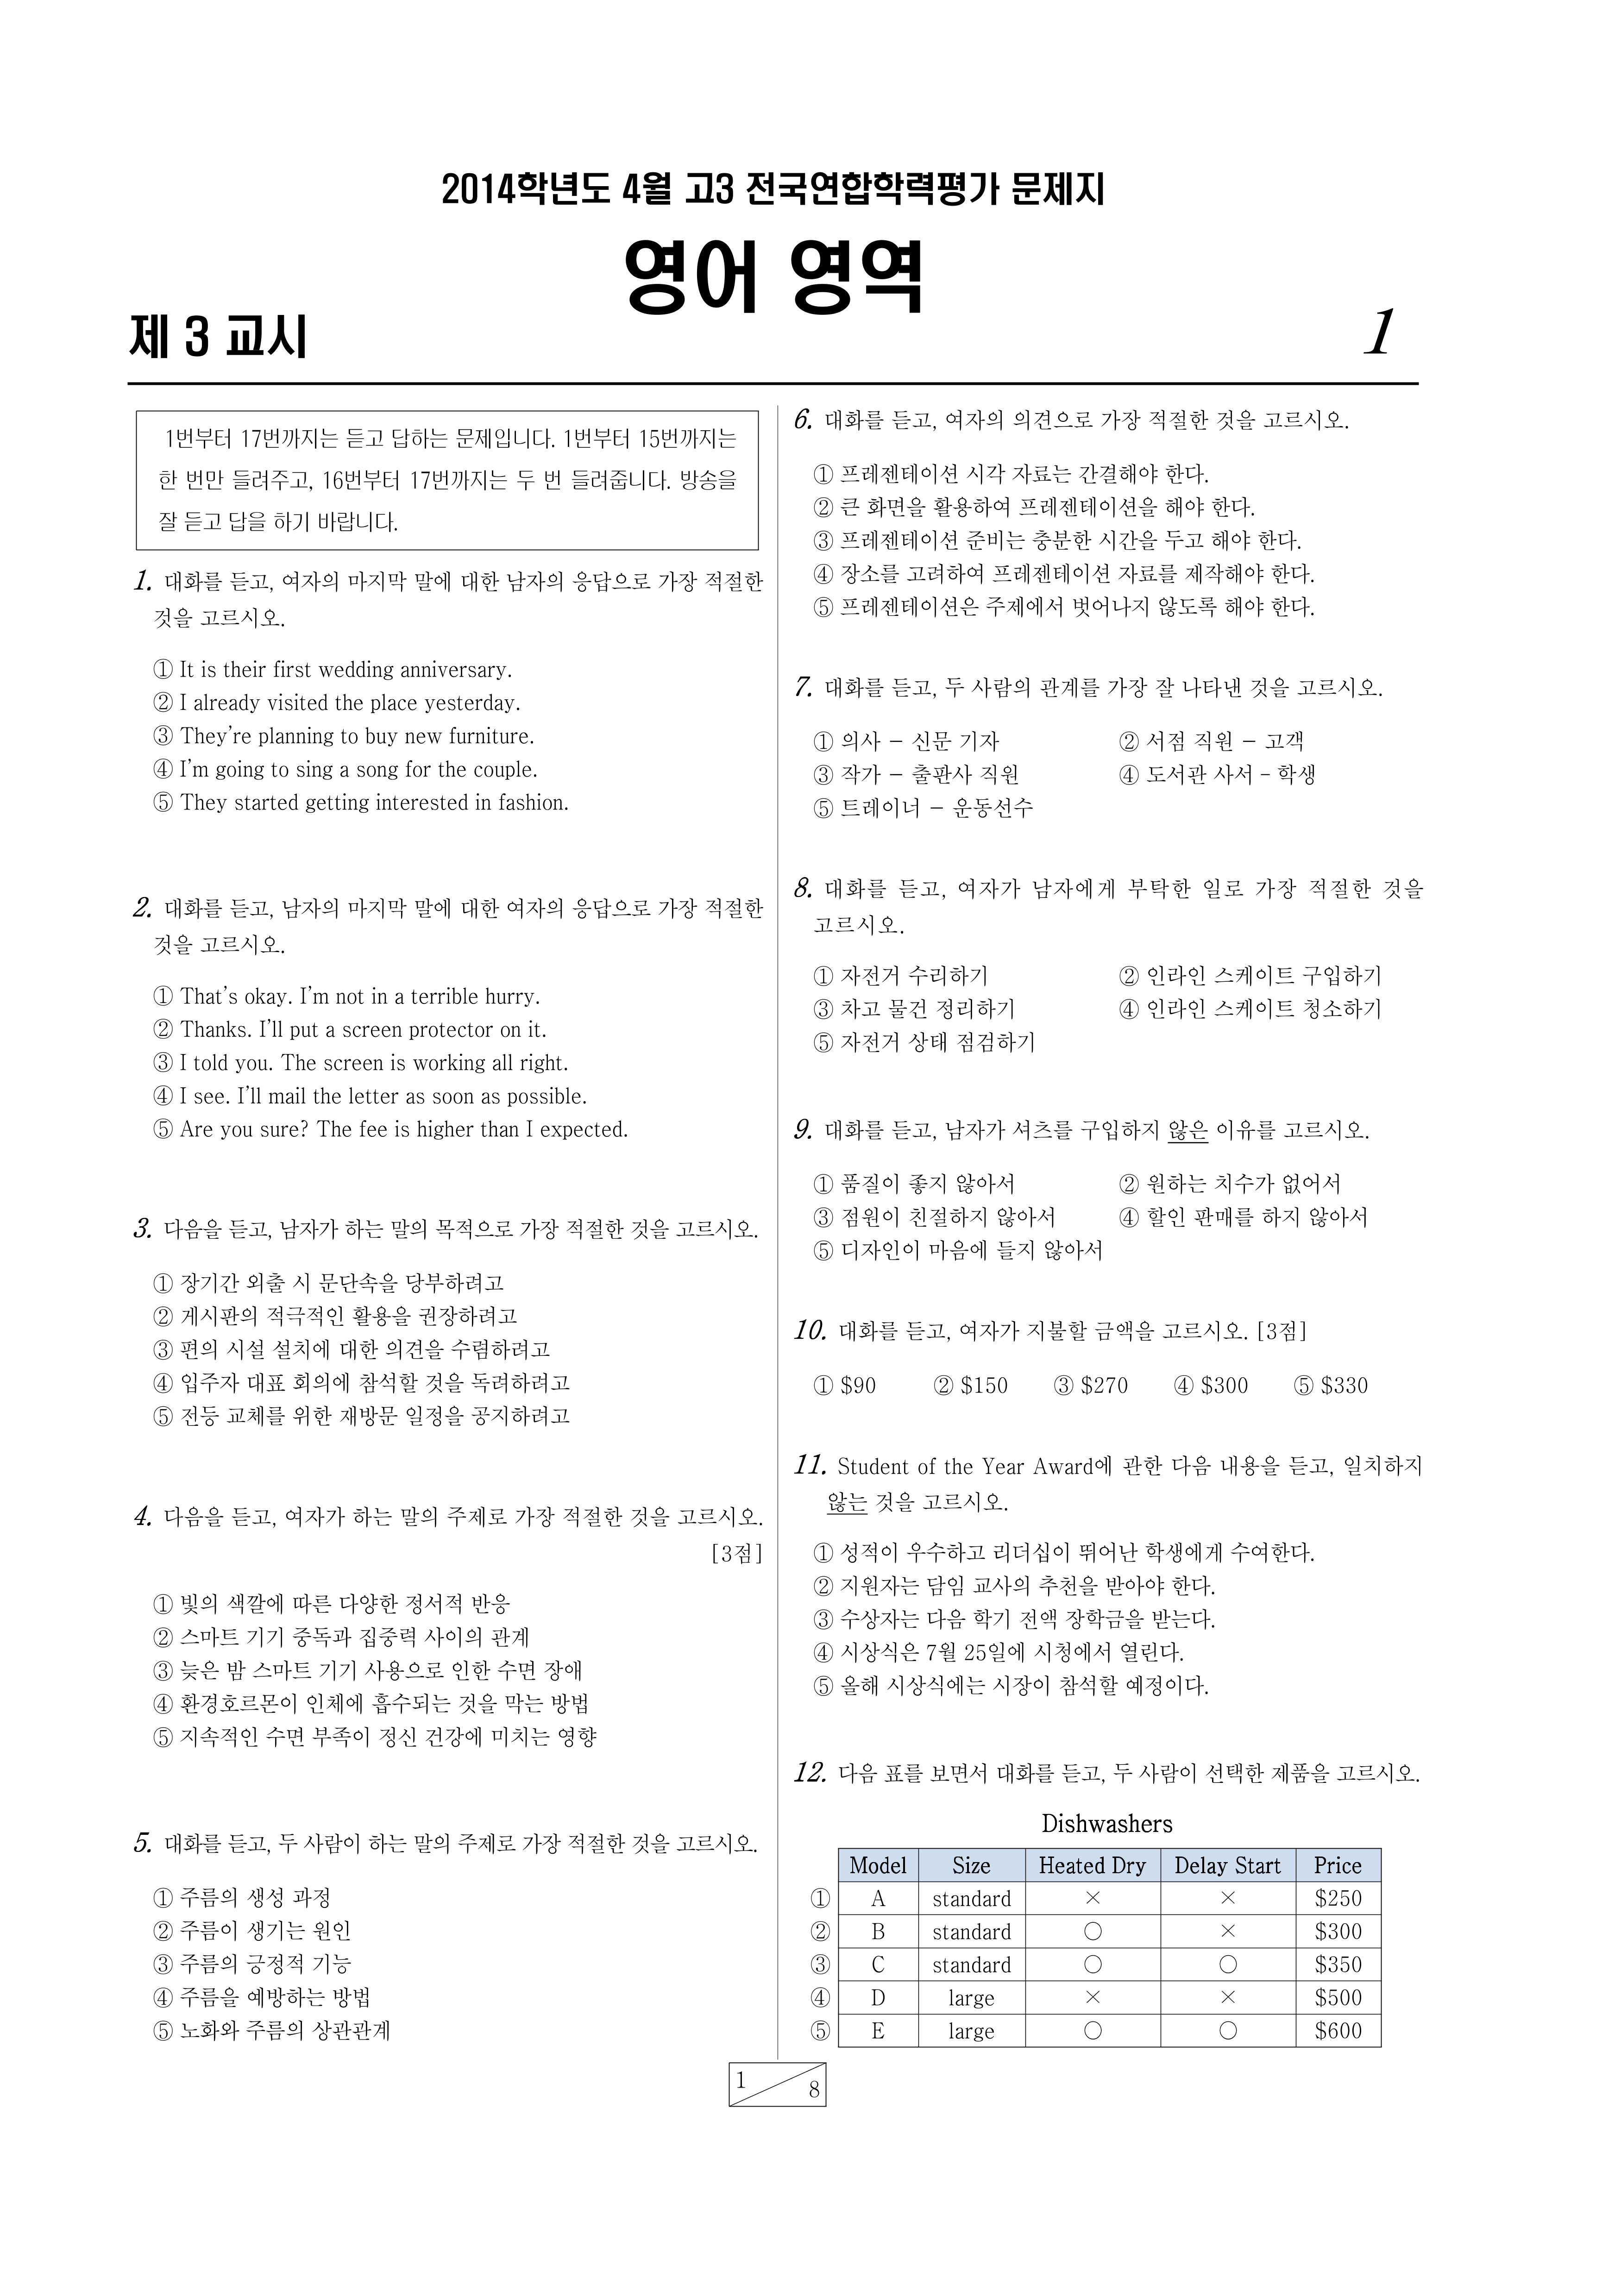 2014학년도 4월 고3 전국연합학력평가 문제지
영어 영역
제 3 교시
1
1번부터 17번까지는 듣고 답하는 문제입니다. 1번부터 15번까지는
한 번만 들려주고, 16번부터 17번까지는 두 번 들려줍니다. 방송을
잘 듣고 답을 하기 바랍니다.
1. 대화를 듣고, 여자의 마지막 말에 대한 남자의 응답으로 가장 적절한
것을 고르시오.
① It is their first wedding anniversary.
② I already visited the place yesterday.
③ They're planning to buy new furniture.
④ I'm going to sing a song for the couple.
⑤ They started getting interested in fashion.
2. 대화를 듣고, 남자의 마지막 말에 대한 여자의 응답으로 가장 적절한
것을 고르시오.
① That's okay. I'm not in a terrible hurry.
② Thanks. I'll put a screen protector on it.
③ I told you. The screen is working all right.
④ I see. I'll mail the letter as soon as possible.
⑤ Are you sure? The fee is higher than I expected.
3. 다음을 듣고, 남자가 하는 말의 목적으로 가장 적절한 것을 고르시오.
① 장기간 외출 시 문단속을 당부하려고
② 게시판의 적극적인 활용을 권장하려고
③ 편의 시설 설치에 대한 의견을 수렴하려고
④ 입주자 대표 회의에 참석할 것을 독려하려고
⑤ 전등 교체를 위한 재방문 일정을 공지하려고
4. 다음을 듣고, 여자가 하는 말의 주제로 가장 적절한 것을 고르시오.
[3점]
① 빛의 색깔에 따른 다양한 정서적 반응
② 스마트 기기 중독과 집중력 사이의 관계
③ 늦은 밤 스마트 기기 사용으로 인한 수면 장애
④ 환경호르몬이 인체에 흡수되는 것을 막는 방법
⑤ 지속적인 수면 부족이 정신 건강에 미치는 영향
5. 대화를 듣고, 두 사람이 하는 말의 주제로 가장 적절한 것을 고르시오.
① 주름의 생성 과정
② 주름이 생기는 원인
③ 주름의 긍정적 기능
④ 주름을 예방하는 방법
⑤ 노화와 주름의 상관관계
6. 대화를 듣고, 여자의 의견으로 가장 적절한 것을 고르시오.
① 프레젠테이션 시각 자료는 간결해야 한다.
② 큰 화면을 활용하여 프레젠테이션을 해야 한다.
③ 프레젠테이션 준비는 충분한 시간을 두고 해야 한다.
④ 장소를 고려하여 프레젠테이션 자료를 제작해야 한다.
⑤ 프레젠테이션은 주제에서 벗어나지 않도록 해야 한다.
7. 대화를 듣고, 두 사람의 관계를 가장 잘 나타낸 것을 고르시오.
① 의사 － 신문 기자 ② 서점 직원 － 고객
③ 작가 － 출판사 직원 ④ 도서관 사서 - 학생
⑤ 트레이너 － 운동선수
8. 대화를 듣고, 여자가 남자에게 부탁한 일로 가장 적절한 것을
고르시오.
① 자전거 수리하기 ② 인라인 스케이트 구입하기
③ 차고 물건 정리하기 ④ 인라인 스케이트 청소하기
⑤ 자전거 상태 점검하기
9. 대화를 듣고, 남자가 셔츠를 구입하지 않은 이유를 고르시오.
① 품질이 좋지 않아서 ② 원하는 치수가 없어서
③ 점원이 친절하지 않아서 ④ 할인 판매를 하지 않아서
⑤ 디자인이 마음에 들지 않아서
10. 대화를 듣고, 여자가 지불할 금액을 고르시오. [3점]
① $90 ② $150 ③ $270 ④ $300 ⑤ $330
11. Student of the Year Award에 관한 다음 내용을 듣고, 일치하지
않는 것을 고르시오.
① 성적이 우수하고 리더십이 뛰어난 학생에게 수여한다.
② 지원자는 담임 교사의 추천을 받아야 한다.
③ 수상자는 다음 학기 전액 장학금을 받는다.
④ 시상식은 7월 25일에 시청에서 열린다.
⑤ 올해 시상식에는 시장이 참석할 예정이다.
12. 다음 표를 보면서 대화를 듣고, 두 사람이 선택한 제품을 고르시오.
Dishwashers
Model Size Heated Dry Delay Start Price
① A standard × × $250
② B standard ○ × $300
③ C standard ○ ○ $350
④ D large × × $500
⑤ E large ○ ○ $600
1 8